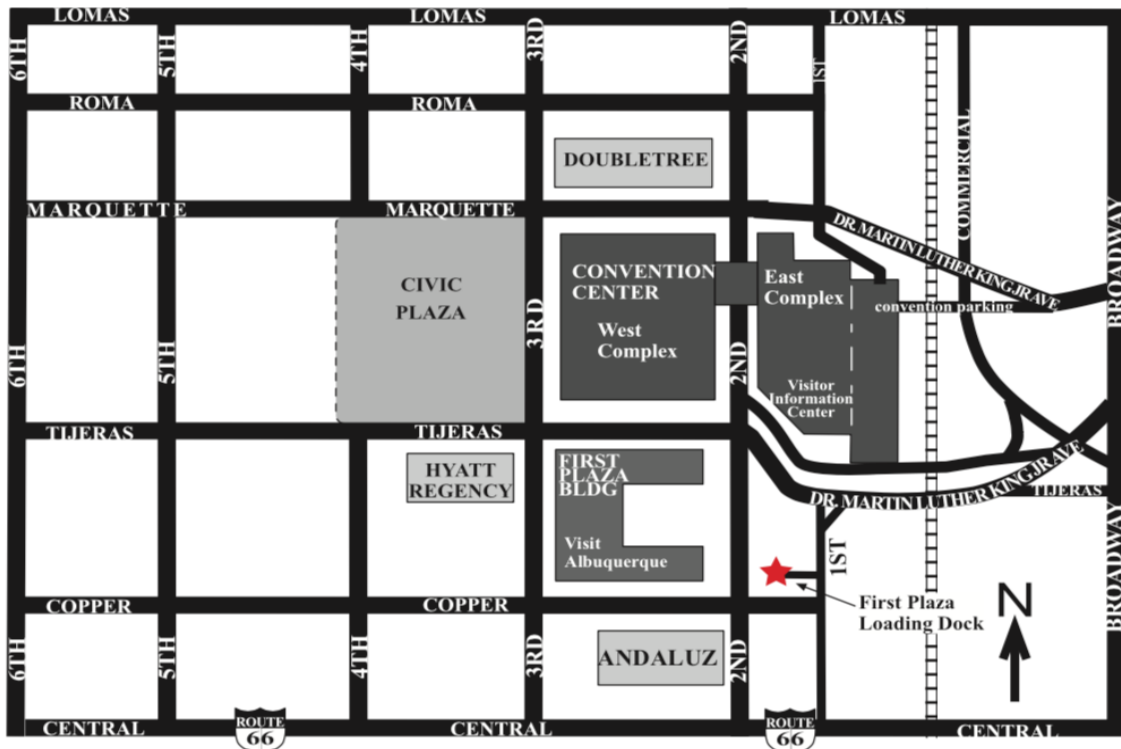 LOMAS
LOMAS
LOMAS
6TH
5TH
4TH
3RD
2ND
1ST
ROMA
ROMA
COMMERCIAL
DOUBLETREE
MARQUETTE
MARQUETTE
DR. MARTIN LUTHER KING JR AVE
BROADWAY
CIVIC
PLAZA
CONVENTION
CENTER
West
Complex
East
Complex
convention parking
6TH
5TH
3RD
2ND
Visitor
Information
Center
TIJERAS
TIJERAS
HYATT
REGENCY
FIRST
PLAZA
BLDG
Visit
Albuquerque
DR. MARTIN LUTHER KING JR AVE
TIJERAS
1ST
BROADWAY
First Plaza
Loading Dock
N
COPPER
COPPER
6TH
5TH
4TH
3RD
2ND
ANDALUZ
CENTRAL
ROUTE
66
CENTRAL
ROUTE
66
CENTRAL